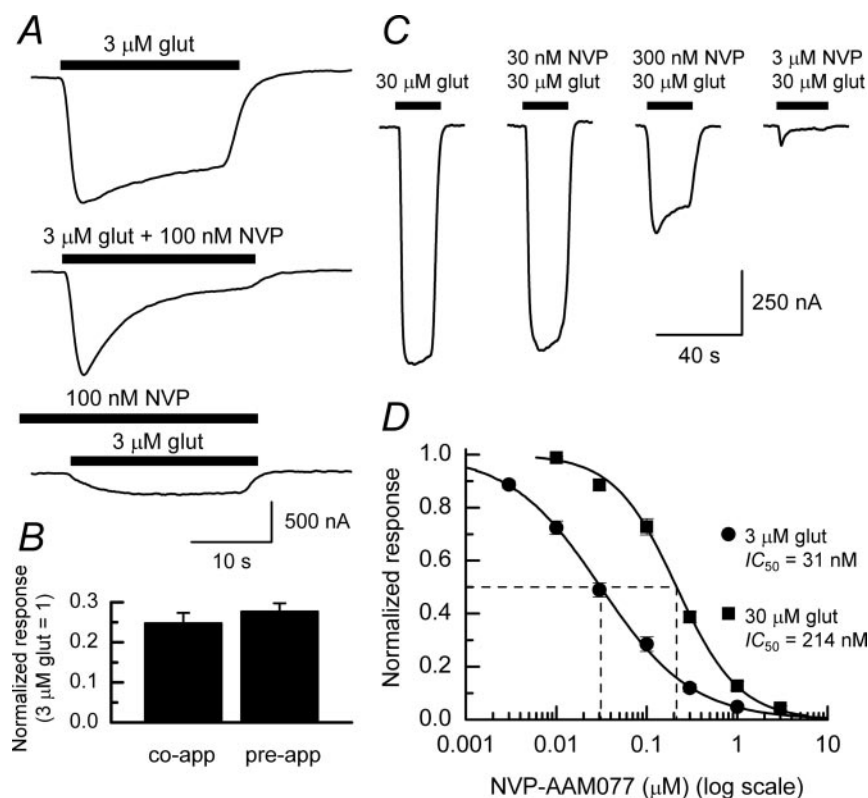 A
3 μM glut
3 μM glut + 100 nM NVP
100 nM NVP
3 μM glut
500 nA
10 s
B
Normalized response
(3 μM glut = 1)
0.3
0.2
0.1
0.0
co-app
pre-app
C
30 nM NVP
300 nM NVP
3 μM NVP
30 μM glut
30 μM glut
30 μM glut
30 μM glut
250 nA
40 s
D
Normalized response
1.0
0.8
0.6
0.4
0.2
0.0
0.001
0.01
0.1
1
10
NVP-AAM077 (μM) (log scale)
3 μM glut
IC50 = 31 nM
30 μM glut
IC50 = 214 nM